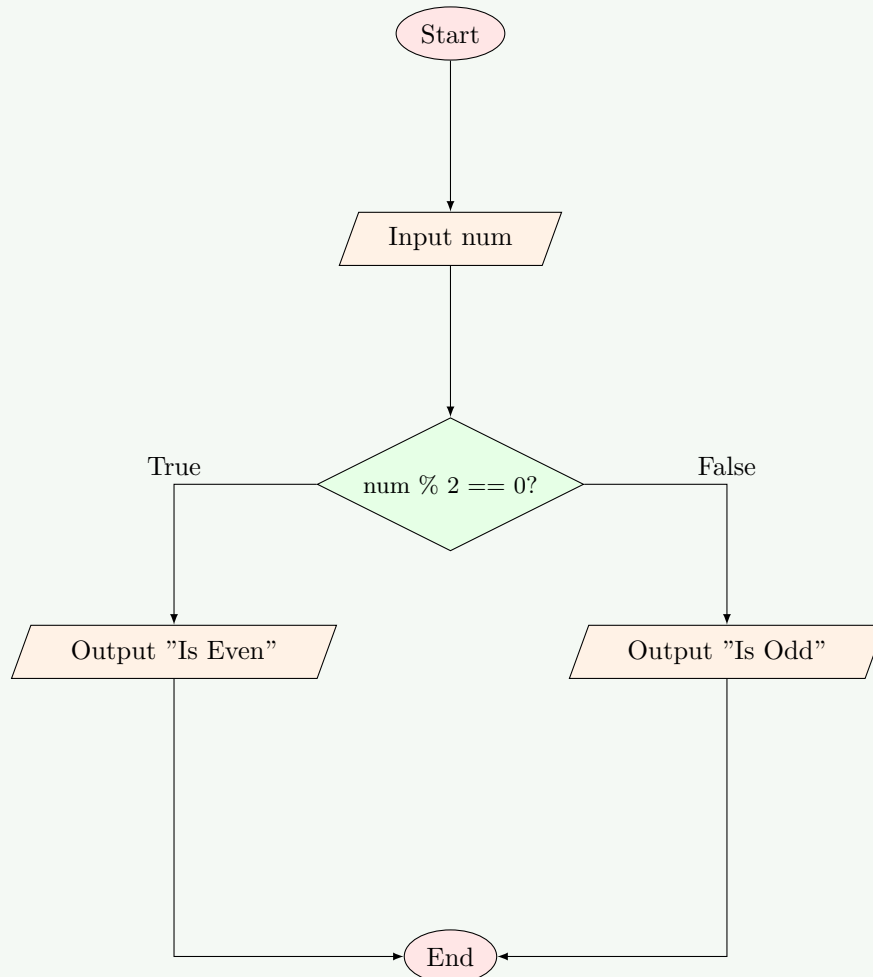 Start
Input num
True
False
num % 2 == 0?
Output ”Is Even”
Output ”Is Odd”
End